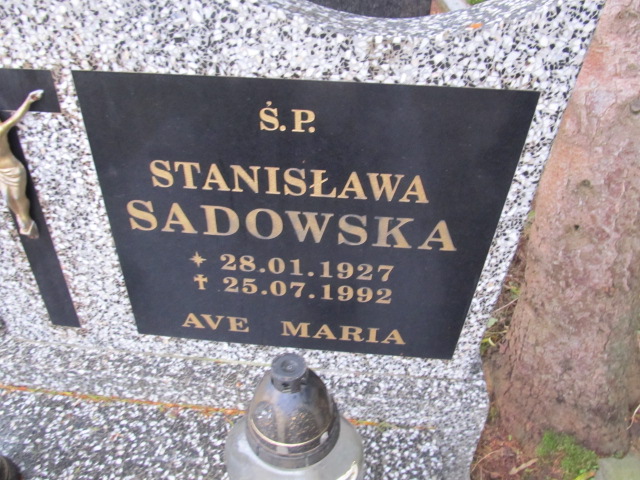 Ś.P.
STANISŁAWA
SADOWSKA
* 28.01.1927
✝ 25.07.1992
AVE MARIA